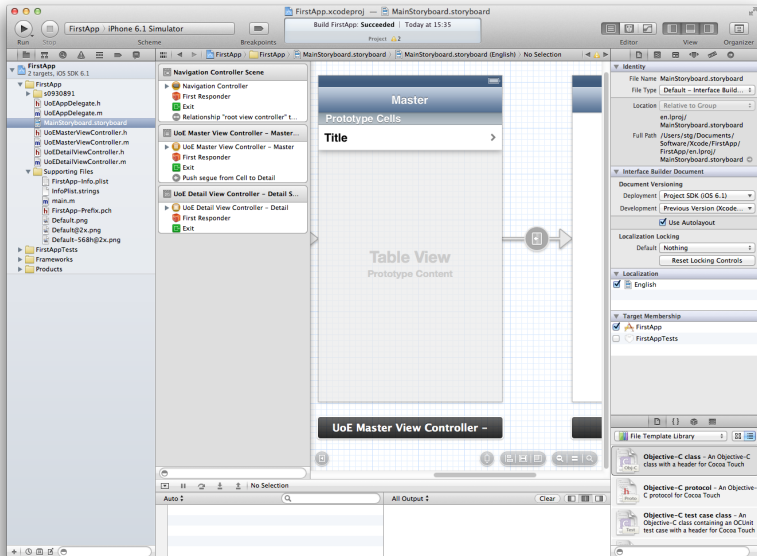 FirstApp.xcodeproj — MainStoryboard.storyboard
Run Stop
FirstApp › iPhone 6.1 Simulator
Scheme
Breakpoints
Build FirstApp: Succeeded | Today at 15:35
Project 2
Editor
View
Organizer
FirstApp › FirstApp › MainStoryboard.storyboard › MainStoryboard.storyboard (English) › No Selection
FirstApp
2 targets, iOS SDK 6.1
FirstApp
s0930891
UoEAppDelegate.h
UoEAppDelegate.m
MainStoryboard.storyboard
UoEMasterViewController.h
UoEMasterViewController.m
UoEDetailViewController.h
UoEDetailViewController.m
Supporting Files
FirstApp-Info.plist
InfoPlist.strings
main.m
FirstApp-Prefix.pch
Default.png
Default@2x.png
Default-568h@2x.png
FirstAppTests
Frameworks
Products
Navigation Controller Scene
Navigation Controller
First Responder
Exit
Relationship "root view controller" t...
UoE Master View Controller – Master...
UoE Master View Controller – Master
First Responder
Exit
Push segue from Cell to Detail
UoE Detail View Controller – Detail S...
UoE Detail View Controller – Detail
First Responder
Exit
Master
Prototype Cells
Title
Table View
Prototype Content
UoE Master View Controller –
No Selection
Auto
All Output
Clear
Identity
File Name MainStoryboard.storyboard
File Type Default – Interface Build...
Location Relative to Group
en.lproj/
MainStoryboard.storyboard
Full Path /Users/stg/Documents/
Software/Xcode/FirstApp/
FirstApp/en.lproj/
MainStoryboard.storyboard
Interface Builder Document
Document Versioning
Deployment Project SDK (iOS 6.1)
Development Previous Version (Xcode...
Use Autolayout
Localization Locking
Default Nothing
Reset Locking Controls
Localization
English
Target Membership
FirstApp
FirstAppTests
File Template Library
Objective-C class – An Objective-C
class with a header for Cocoa Touch
Objective-C protocol – An Objective-
C protocol for Cocoa Touch
Objective-C test case class – An
Objective-C class containing an OCUnit
test case with a header for Cocoa Touch